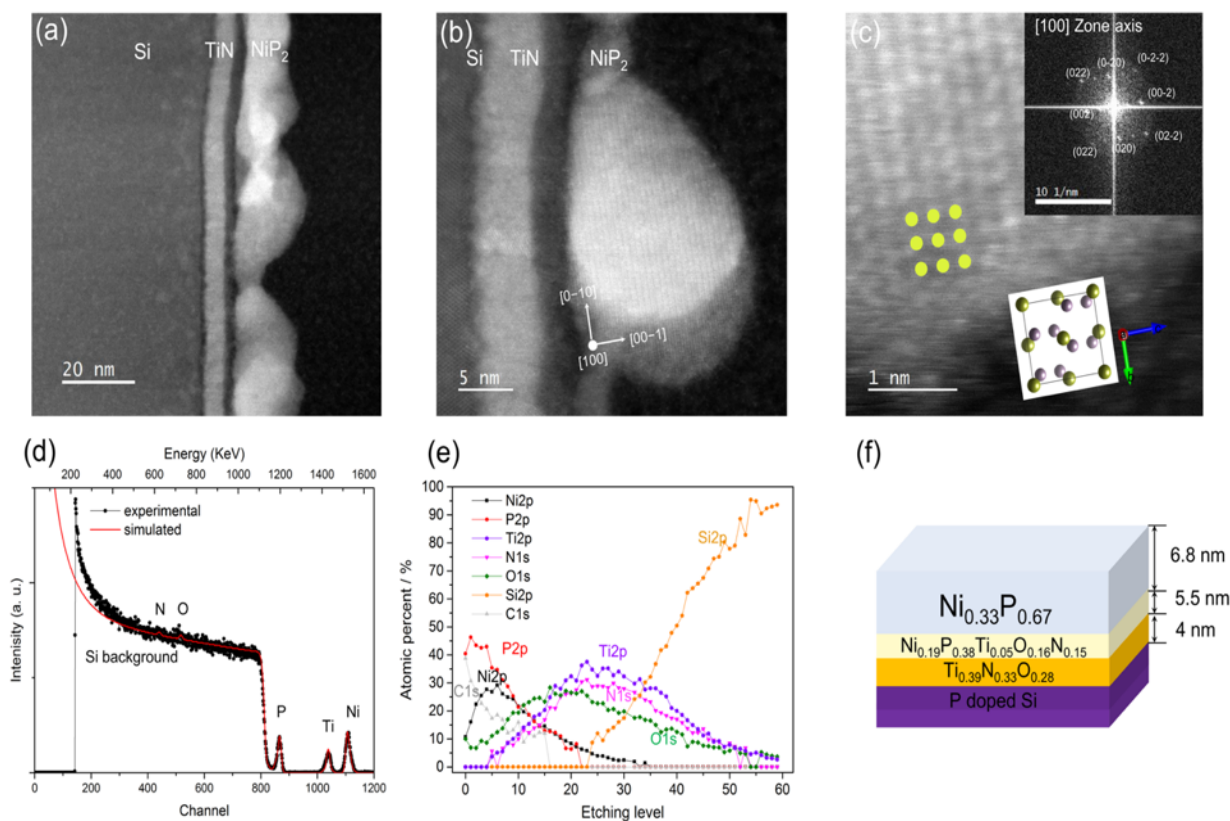 (a)
Si
TiN
NiP₂
20 nm
(b)
Si
TiN
NiP₂
[0−10]
[00−1]
[100]
5 nm
(c)
[100] Zone axis
(0-20)
(0-2-2)
(022)
(00-2)
(002)
(02-2)
(022)
(020)
10 1/nm
1 nm
(d)
Energy (KeV)
0 200 400 600 800 1000 1200 1400 1600
experimental
simulated
Intenisity (a. u.)
N O
Si background
P
Ti
Ni
0 200 400 600 800 1000 1200
Channel
(e)
100
95
90
80
70
60
50
40
30
20
10
0
Atomic percent / %
Ni2p
P2p
Ti2p
N1s
O1s
Si2p
C1s
Si2p
P2p
Ti2p
Ni2p
C1s
N1s
O1s
0 10 20 30 40 50 60
Etching level
(f)
6.8 nm
5.5 nm
4 nm
Ni₀.₃₃P₀.₆₇
Ni₀.₁₉P₀.₃₈Ti₀.₀₅O₀.₁₆N₀.₁₅
Ti₀.₃₉N₀.₃₃O₀.₂₈
P doped Si